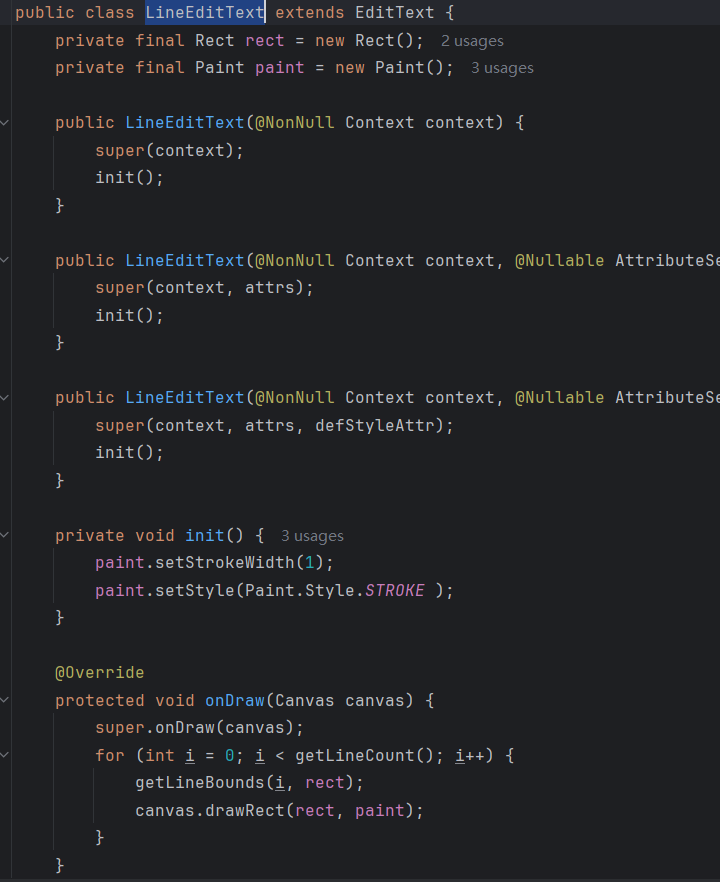 public class LineEditText extends EditText {
    private final Rect rect = new Rect();  2 usages
    private final Paint paint = new Paint();  3 usages
    public LineEditText(@NonNull Context context) {
        super(context);
        init();
    }
    public LineEditText(@NonNull Context context, @Nullable AttributeSe
        super(context, attrs);
        init();
    }
    public LineEditText(@NonNull Context context, @Nullable AttributeSe
        super(context, attrs, defStyleAttr);
        init();
    }
    private void init() {  3 usages
        paint.setStrokeWidth(1);
        paint.setStyle(Paint.Style.STROKE );
    }
    @Override
    protected void onDraw(Canvas canvas) {
        super.onDraw(canvas);
        for (int i = 0; i < getLineCount(); i++) {
            getLineBounds(i, rect);
            canvas.drawRect(rect, paint);
        }
    }